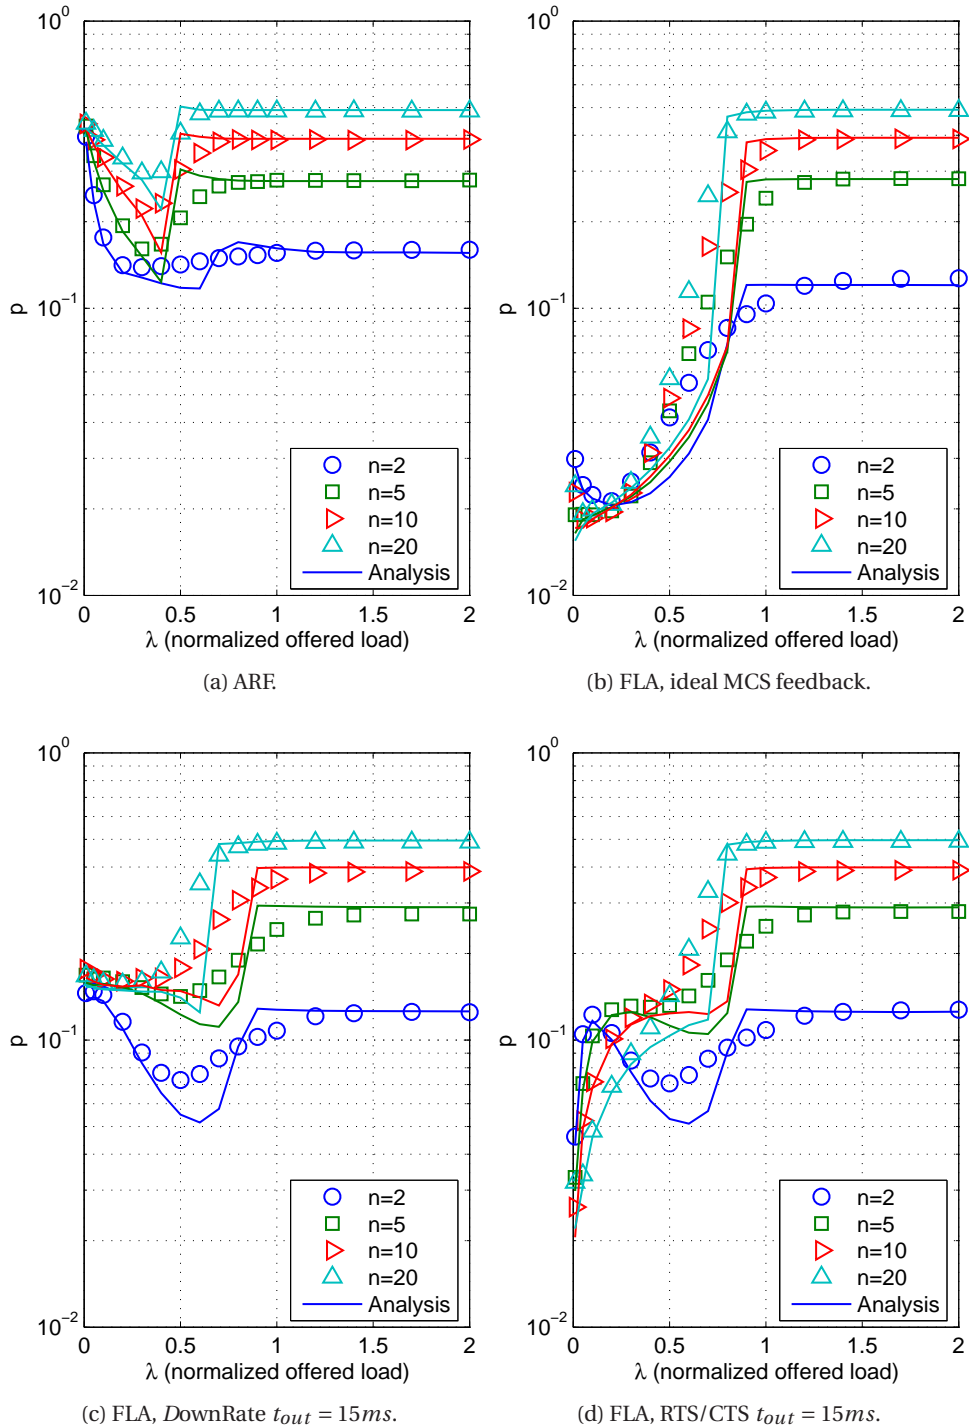 10^0
10^-1
10^-2
p
0 0.5 1 1.5 2
λ (normalized offered load)
n=2
n=5
n=10
n=20
Analysis
(a) ARF.
10^0
10^-1
10^-2
p
0 0.5 1 1.5 2
λ (normalized offered load)
n=2
n=5
n=10
n=20
Analysis
(b) FLA, ideal MCS feedback.
10^0
10^-1
10^-2
p
0 0.5 1 1.5 2
λ (normalized offered load)
n=2
n=5
n=10
n=20
Analysis
(c) FLA, DownRate t_out = 15ms.
10^0
10^-1
10^-2
p
0 0.5 1 1.5 2
λ (normalized offered load)
n=2
n=5
n=10
n=20
Analysis
(d) FLA, RTS/CTS t_out = 15ms.